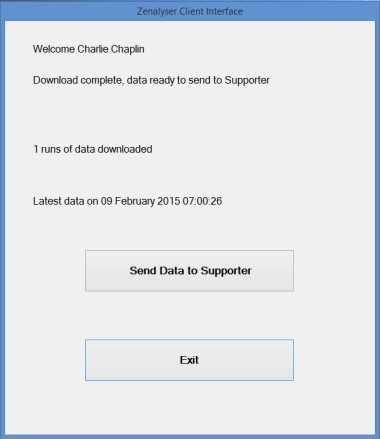 Zenalyser Client Interface
Welcome Charlie Chaplin
Download complete, data ready to send to Supporter
1 runs of data downloaded
Latest data on 09 February 2015 07:00:26
Send Data to Supporter
Exit